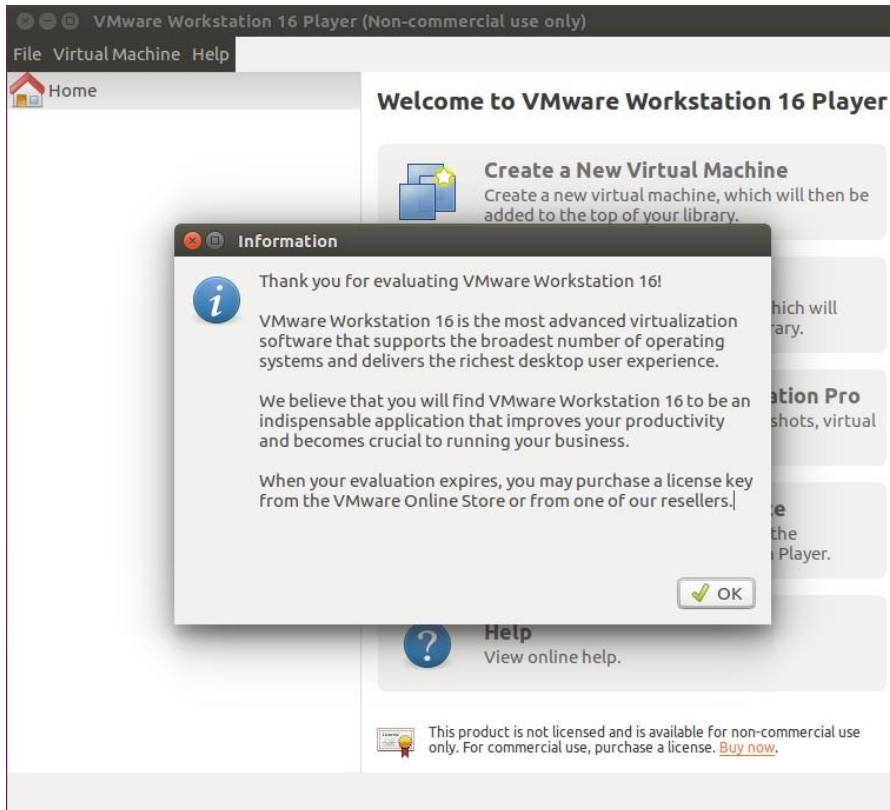 VMware Workstation 16 Player (Non-commercial use only)
File Virtual Machine Help
Home
Welcome to VMware Workstation 16 Player
Create a New Virtual Machine
Create a new virtual machine, which will then be
added to the top of your library.
Information
Thank you for evaluating VMware Workstation 16!
VMware Workstation 16 is the most advanced virtualization
software that supports the broadest number of operating
systems and delivers the richest desktop user experience.
We believe that you will find VMware Workstation 16 to be an
indispensable application that improves your productivity
and becomes crucial to running your business.
When your evaluation expires, you may purchase a license key
from the VMware Online Store or from one of our resellers.
OK
will
Pro
shots, virtual
the
Player.
Help
View online help.
This product is not licensed and is available for non-commercial use
only. For commercial use, purchase a license. Buy now.